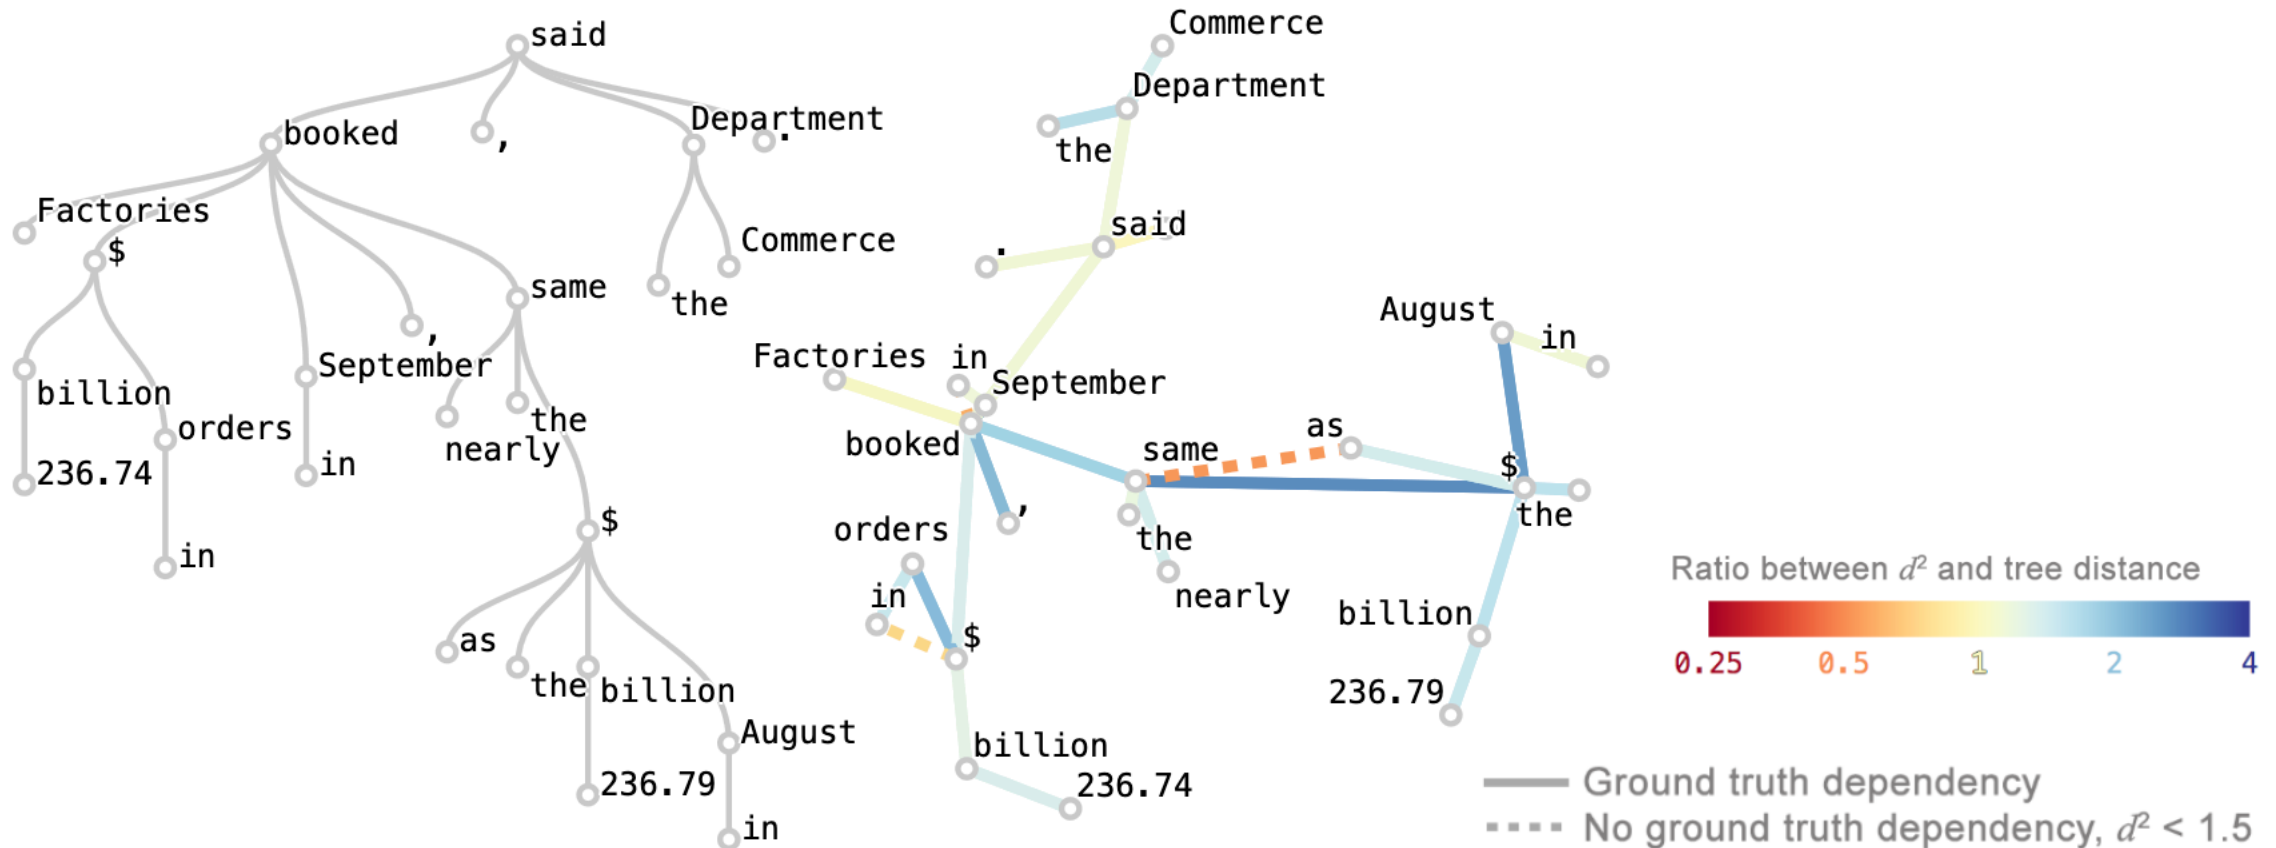 said
booked
,
Department
.
Factories
$
Commerce
same
the
,
September
billion
orders
the
nearly
236.74
in
in
$
as
the
billion
August
236.79
in
Commerce
Department
the
said
.
August
in
Factories
in
September
booked
same
as
$
the
,
orders
the
in
nearly
billion
$
236.79
billion
236.74
Ratio between d² and tree distance
0.25 0.5 1 2 4
Ground truth dependency
No ground truth dependency, d² < 1.5